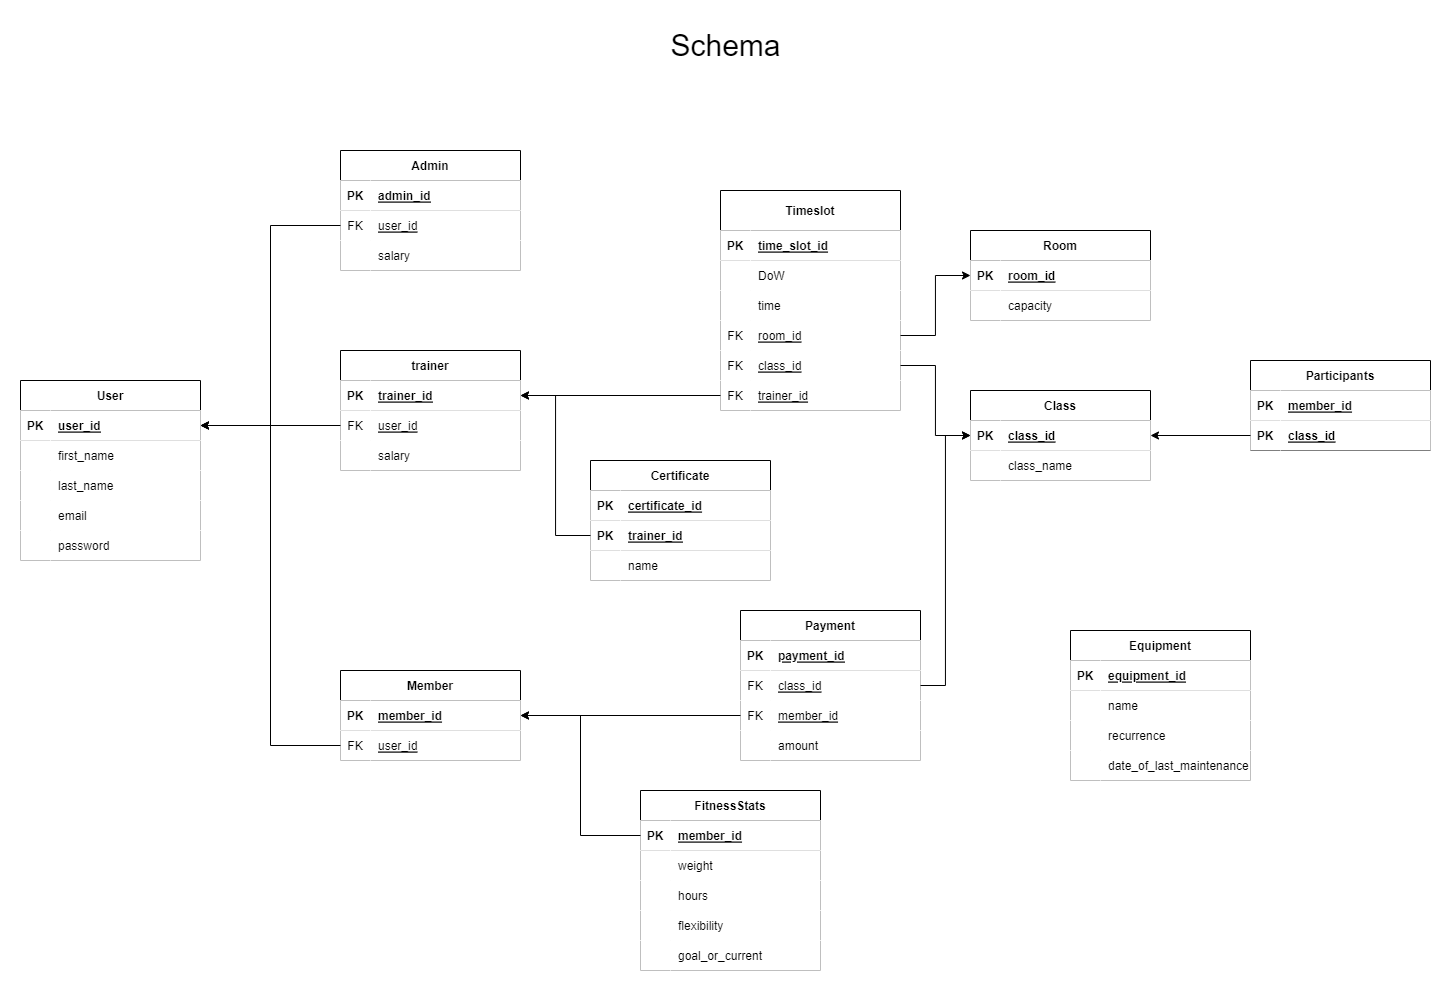 Schema
Admin
PK admin_id
FK user_id
salary
Timeslot
PK time_slot_id
DoW
time
FK room_id
FK class_id
FK trainer_id
Room
PK room_id
capacity
trainer
PK trainer_id
FK user_id
salary
Participants
PK member_id
PK class_id
User
PK user_id
first_name
last_name
email
password
Class
PK class_id
class_name
Certificate
PK certificate_id
PK trainer_id
name
Payment
PK payment_id
FK class_id
FK member_id
amount
Equipment
PK equipment_id
name
recurrence
date_of_last_maintenance
Member
PK member_id
FK user_id
FitnessStats
PK member_id
weight
hours
flexibility
goal_or_current